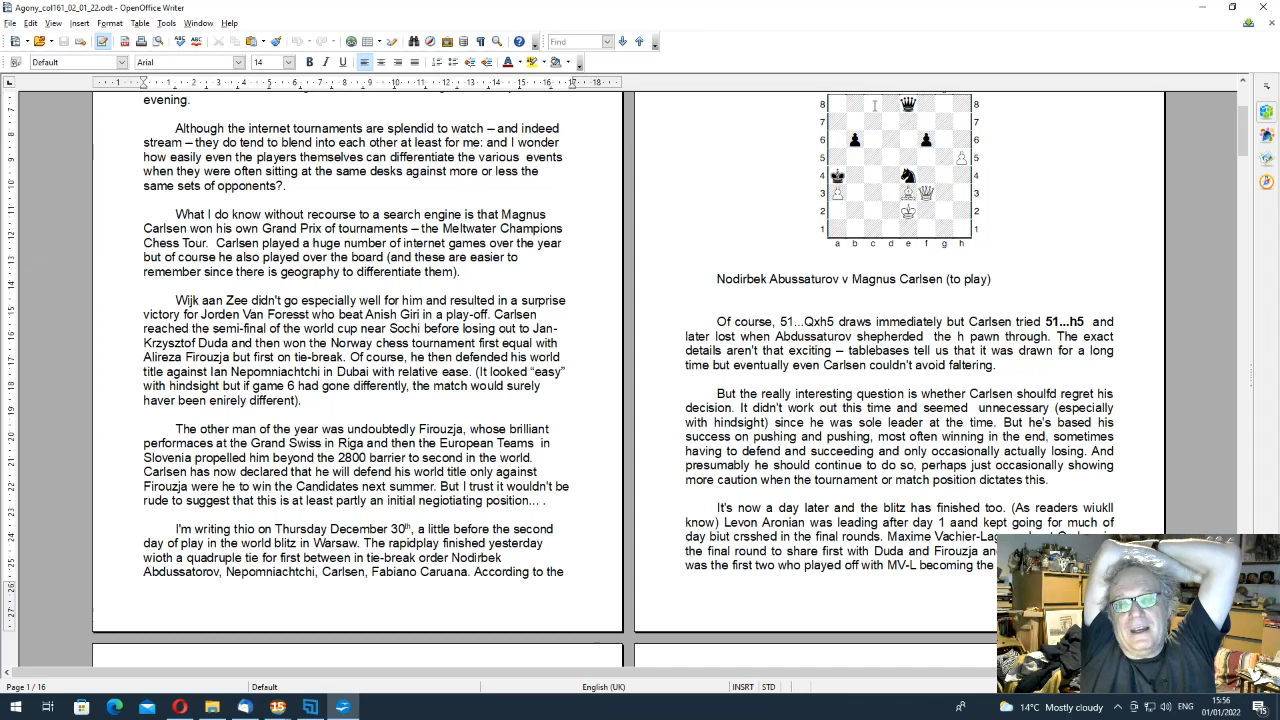 Agony_col161_02_01_22.odt - OpenOffice Writer
File Edit View Insert Format Table Tools Window Help
Find
Default Arial 14
evening.
Although the internet tournaments are splendid to watch – and indeed
stream – they do tend to blend into each other at least for me: and I wonder
how easily even the players themselves can differentiate the various events
when they were often sitting at the same desks against more or less the
same sets of opponents?.
What I do know without recourse to a search engine is that Magnus
Carlsen won his own Grand Prix of tournaments – the Meltwater Champions
Chess Tour. Carlsen played a huge number of internet games over the year
but of course he also played over the board (and these are easier to
remember since there is geography to differentiate them).
Wijk aan Zee didn't go especially well for him and resulted in a surprise
victory for Jorden Van Foresst who beat Anish Giri in a play-off. Carlsen
reached the semi-final of the world cup near Sochi before losing out to Jan-
Krzysztof Duda and then won the Norway chess tournament first equal with
Alireza Firouzja but first on tie-break. Of course, he then defended his world
title against Ian Nepomniachtchi in Dubai with relative ease. (It looked “easy”
with hindsight but if game 6 had gone differently, the match would surely
haver been enirely different).
The other man of the year was undoubtedly Firouzja, whose brilliant
performaces at the Grand Swiss in Riga and then the European Teams in
Slovenia propelled him beyond the 2800 barrier to second in the world.
Carlsen has now declared that he will defend his world title only against
Firouzja were he to win the Candidates next summer. But I trust it wouldn't be
rude to suggest that this is at least partly an initial negiotiating position... .
I'm writing thio on Thursday December 30th, a little before the second
day of play in the world blitz in Warsaw. The rapidplay finished yesterday
wioth a quadruple tie for first between in tie-break order Nodirbek
Abdussatorov, Nepomniachtchi, Carlsen, Fabiano Caruana. According to the
8 8
7 7
6 6
5 5
4 4
3 3
2 2
1 1
a b c d e f g h
Nodirbek Abussaturov v Magnus Carlsen (to play)
Of course, 51...Qxh5 draws immediately but Carlsen tried 51...h5 and
later lost when Abdussaturov shepherded the h pawn through. The exact
details aren't that exciting – tablebases tell us that it was drawn for a long
time but eventually even Carlsen couldn't avoid faltering.
But the really interesting question is whether Carlsen shoulfd regret his
decision. It didn't work out this time and seemed unnecessary (especially
with hindsight) since he was sole leader at the time. But he's based his
success on pushing and pushing, most often winning in the end, sometimes
having to defend and succeeding and only occasionally actually losing. And
presumably he should continue to do so, perhaps just occasionally showing
more caution when the tournament or match position dictates this.
It's now a day later and the blitz has finished too. (As readers wiukll
know) Levon Aronian was leading after day 1 aand kept going for much of
day biut crsshed in the final rounds. Maxime Vachier-Lag
the final round to share first with Duda and Firouzja an
was the first two who played off with MV-L becoming the
Page 1 / 16 Default English (UK) INSRT STD
14°C Mostly cloudy ENG 15:56
01/01/2022